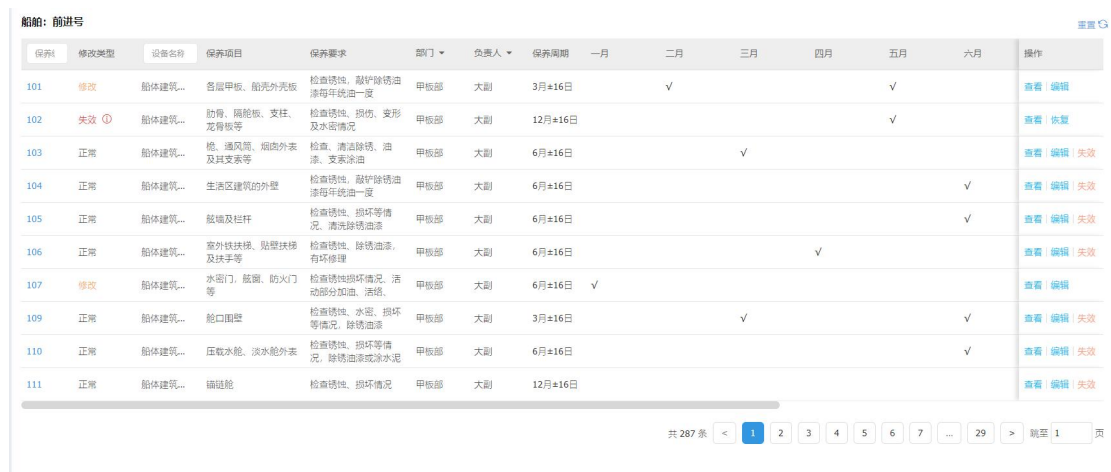 船舶：前进号
重置
保养 修改类型 设备名称 保养项目 保养要求 部门 负责人 保养周期 一月 二月 三月 四月 五月 六月 操作
101 修改 船体建筑... 各层甲板、船壳外壳板 检查锈蚀，敲铲除锈油 甲板部 大副 3月±16日 √ √ 查看 编辑
漆每年统油一度
102 失效 船体建筑... 肋骨、隔舱板、支柱、 检查锈蚀、损伤、变形 甲板部 大副 12月±16日 √ 查看 恢复
龙骨板等 及水密情况
103 正常 船体建筑... 桅、通风筒、烟囱外表 检查，清洁除锈、油 甲板部 大副 6月±16日 √ 查看 编辑 失效
及其支索等 漆、支索涂油
104 正常 船体建筑... 生活区建筑的外壁 检查锈蚀，敲铲除锈油 甲板部 大副 6月±16日 √ 查看 编辑 失效
漆每年统油一度
105 正常 船体建筑... 舷墙及栏杆 检查锈蚀、损坏等情 甲板部 大副 6月±16日 √ 查看 编辑 失效
况、清洗除锈油漆
106 正常 船体建筑... 室外铁扶梯、贴壁扶梯 检查锈蚀、除锈油漆， 甲板部 大副 6月±16日 √ 查看 编辑 失效
及扶手等 有坏修理
107 修改 船体建筑... 水密门，舷窗、防火门 检查锈蚀损坏情况、活 甲板部 大副 6月±16日 √ 查看 编辑
等 动部分加油、活络、
109 正常 船体建筑... 舱口围壁 检查锈蚀、水密、损坏 甲板部 大副 3月±16日 √ √ 查看 编辑 失效
等情况，除锈油漆
110 正常 船体建筑... 压载水舱、淡水舱外表 检查锈蚀、损坏等情 甲板部 大副 6月±16日 √ 查看 编辑 失效
况，除锈油漆或涂水泥
111 正常 船体建筑... 锚链舱 检查锈蚀、损坏情况 甲板部 大副 12月±16日 查看 编辑 失效
共 287 条 < 1 2 3 4 5 6 7 ... 29 > 跳至 1 页